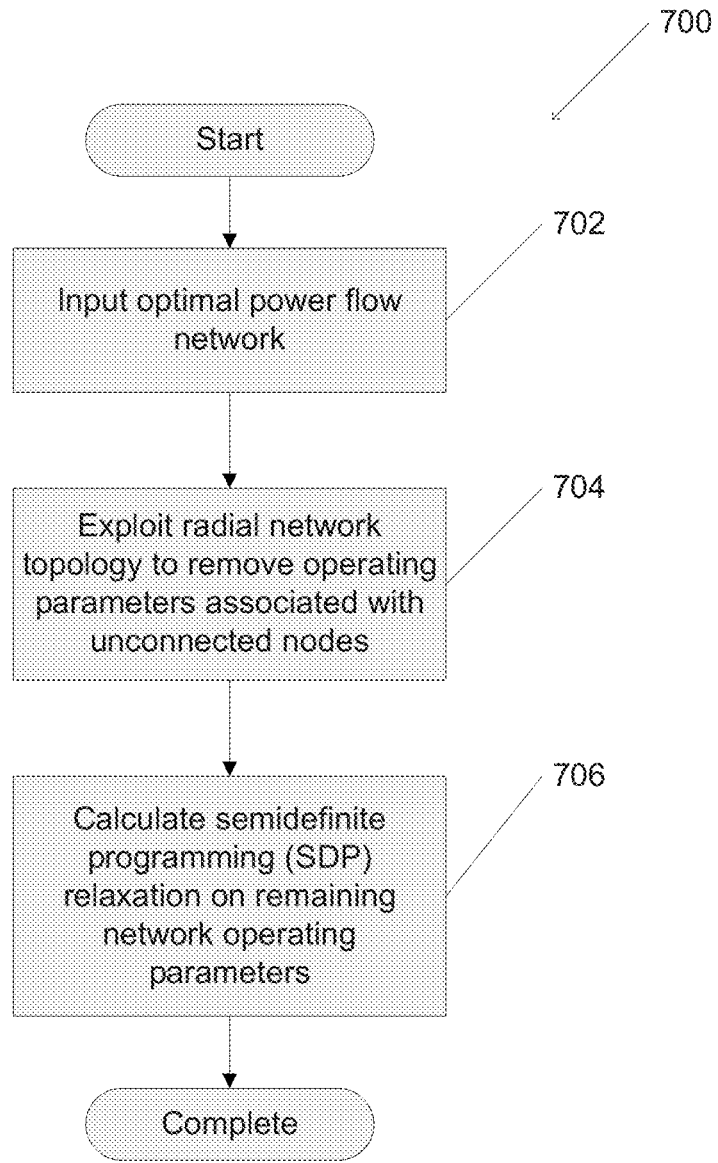 700
Start
702
Input optimal power flow
network
704
Exploit radial network
topology to remove operating
parameters associated with
unconnected nodes
706
Calculate semidefinite
programming (SDP)
relaxation on remaining
network operating
parameters
Complete